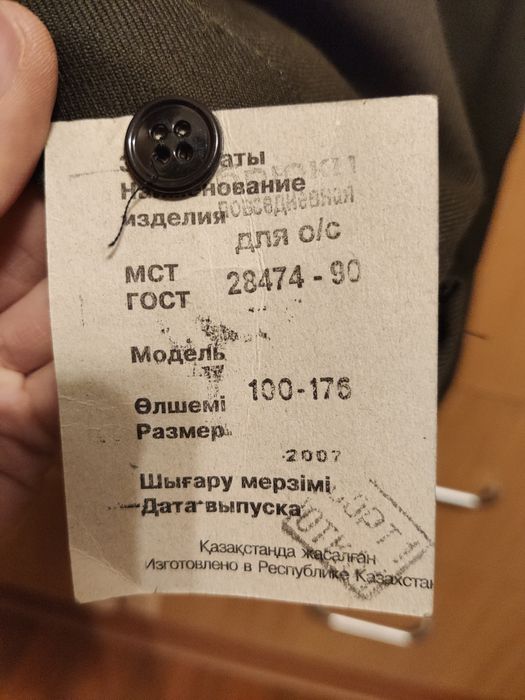 Наименование
изделия повседневная
для о/с
МСТ
ГОСТ 28474-90
Модель
Өлшемі 100-176
Размер
2007
Шығару мерзімі
Дата выпуска
Қазақстанда жасалған
Изготовлено в Республике Казахстан